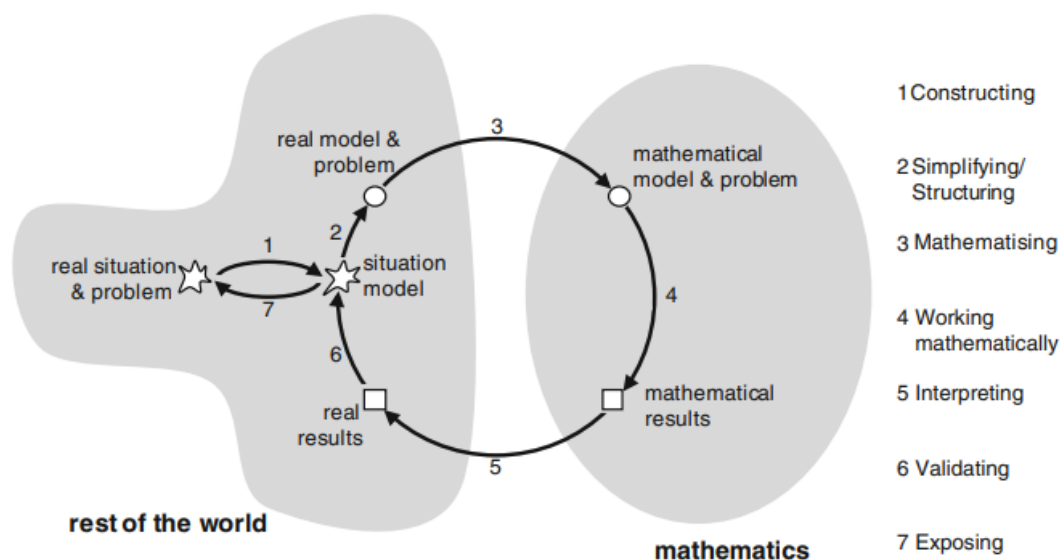 real model &
problem
3
mathematical
model & problem
1
2
real situation
& problem
situation
model
7
4
6
real
results
mathematical
results
5
rest of the world
mathematics
1 Constructing
2 Simplifying/
Structuring
3 Mathematising
4 Working
mathematically
5 Interpreting
6 Validating
7 Exposing